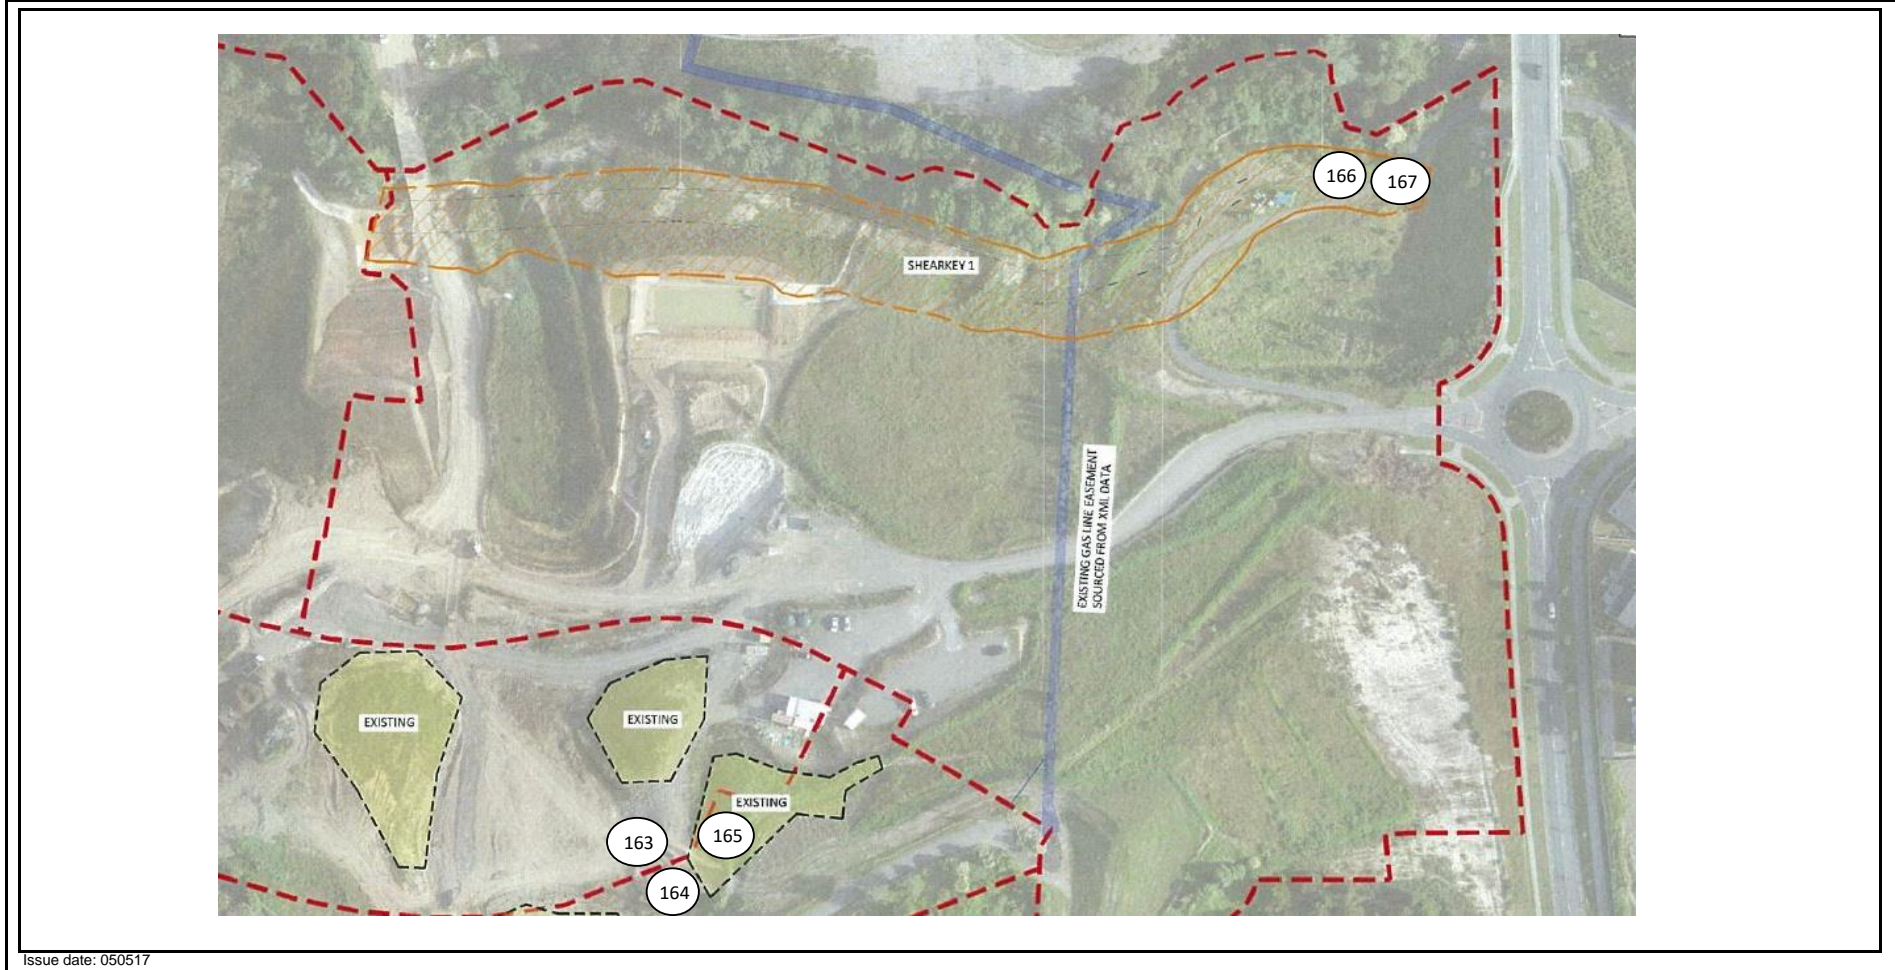 166
167
SHEARKEY 1
EXISTING GAS LINE EASEMENT
SOURCED FROM XML DATA
EXISTING
EXISTING
EXISTING
163
165
164
Issue date: 050517